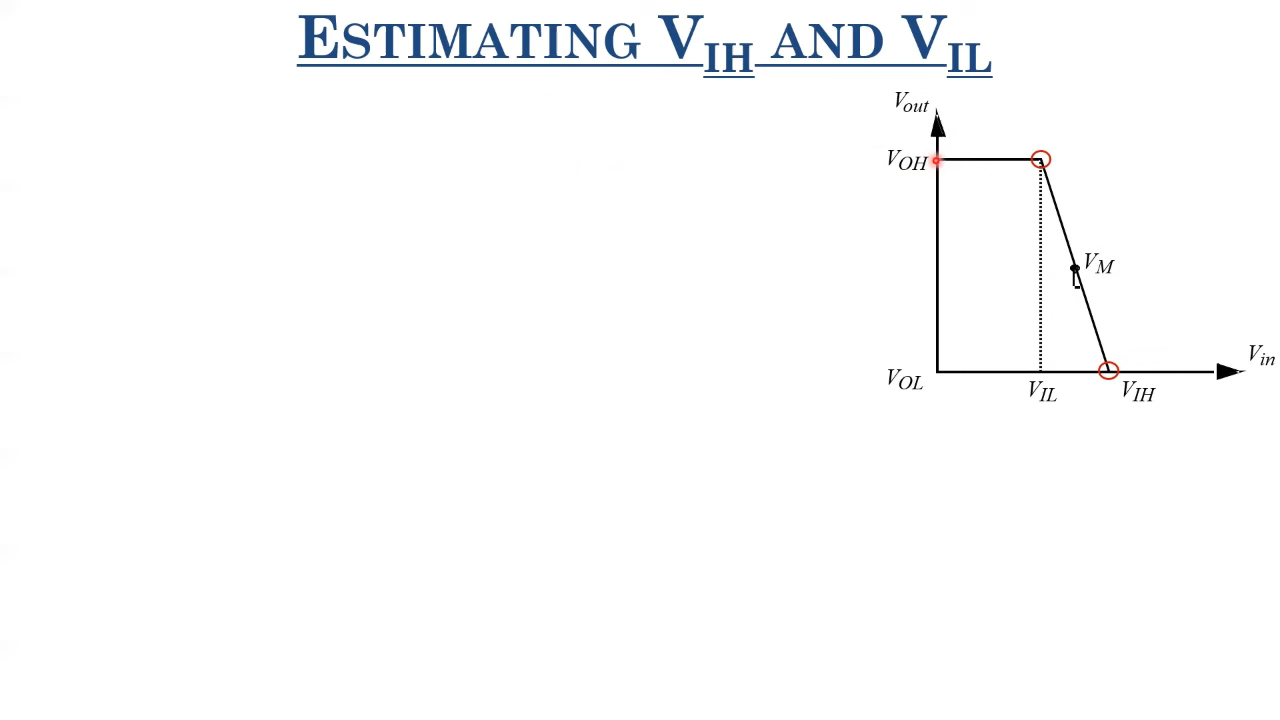 ESTIMATING VIH AND VIL
Vout
VOH
VM
Vin
VOL
VIL
VIH